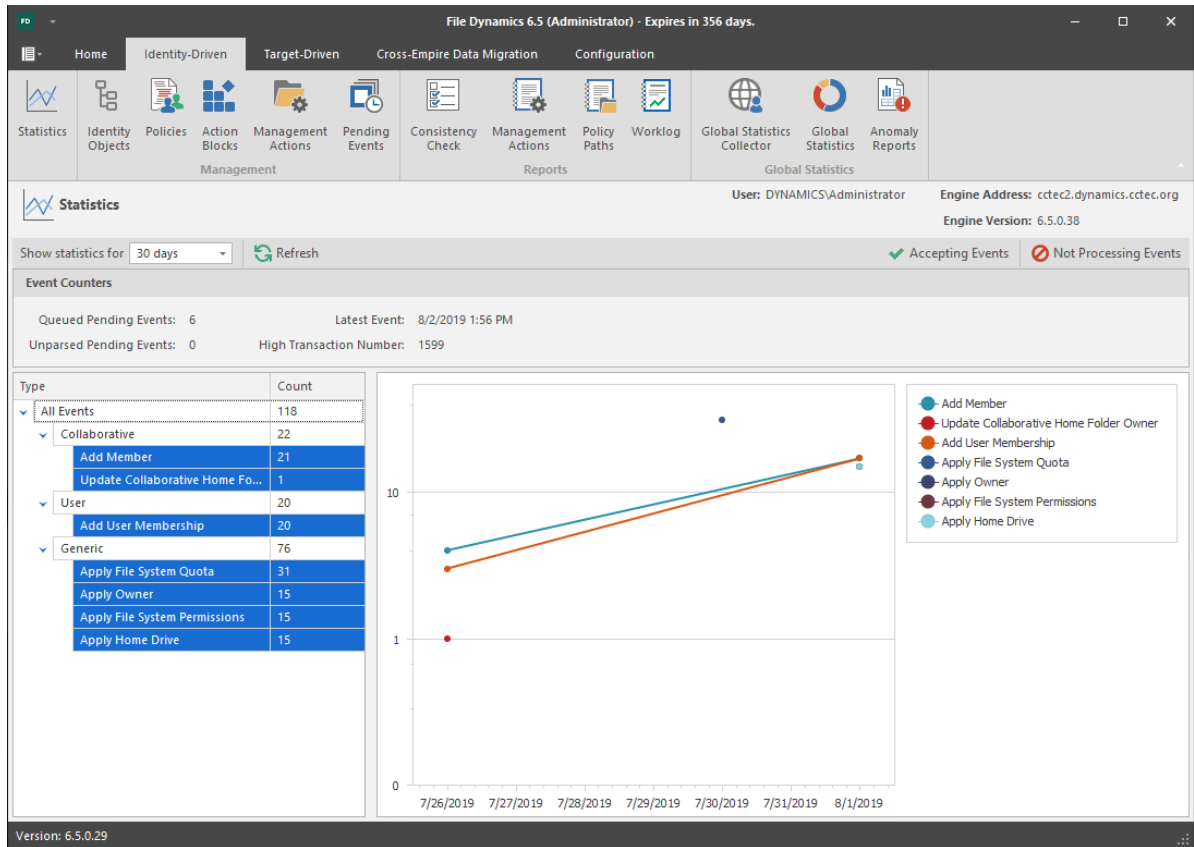 FD
File Dynamics 6.5 (Administrator) - Expires in 356 days.
Home Identity-Driven Target-Driven Cross-Empire Data Migration Configuration
Statistics
Identity Objects
Policies
Action Blocks
Management Actions
Pending Events
Management
Consistency Check
Management Actions
Policy Paths
Worklog
Reports
Global Statistics Collector
Global Statistics
Anomaly Reports
Global Statistics
Statistics
User: DYNAMICS\Administrator
Engine Address: cctec2.dynamics.cctec.org
Engine Version: 6.5.0.38
Show statistics for 30 days Refresh
Accepting Events Not Processing Events
Event Counters
Queued Pending Events: 6 Latest Event: 8/2/2019 1:56 PM
Unparsed Pending Events: 0 High Transaction Number: 1599
Type Count
All Events 118
Collaborative 22
Add Member 21
Update Collaborative Home Fo... 1
User 20
Add User Membership 20
Generic 76
Apply File System Quota 31
Apply Owner 15
Apply File System Permissions 15
Apply Home Drive 15
10
1
0
7/26/2019 7/27/2019 7/28/2019 7/29/2019 7/30/2019 7/31/2019 8/1/2019
Add Member
Update Collaborative Home Folder Owner
Add User Membership
Apply File System Quota
Apply Owner
Apply File System Permissions
Apply Home Drive
Version: 6.5.0.29